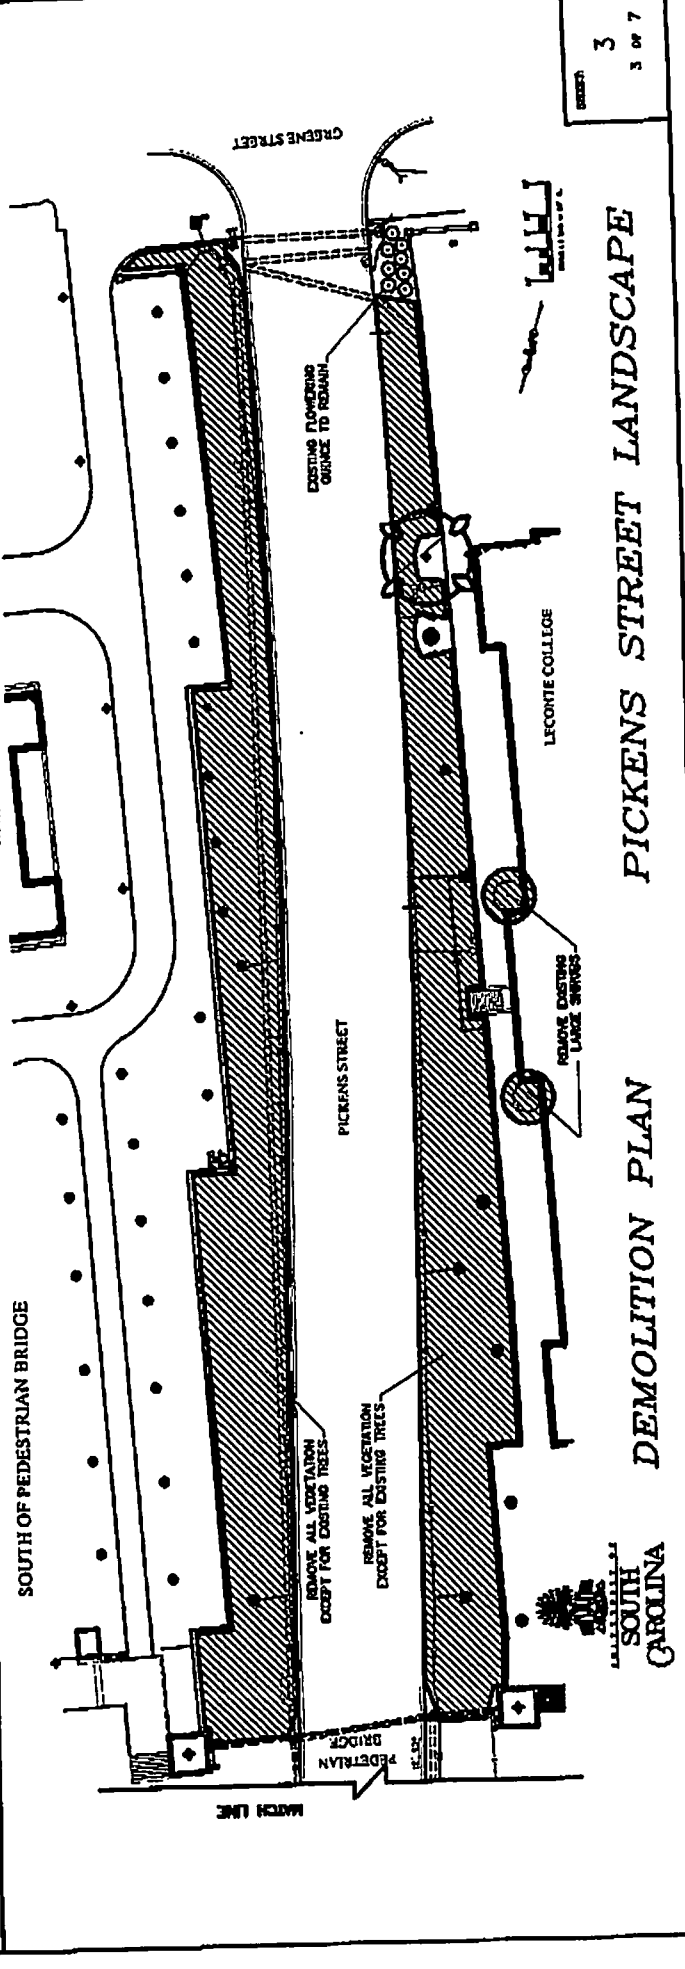 SOUTH OF PEDESTRIAN BRIDGE
GREENE STREET
EXISTING FLOWERING
QUINCE TO REMAIN
LECONTE COLLEGE
PICKENS STREET
REMOVE EXISTING
LARGE SHRUBS
REMOVE ALL VEGETATION
EXCEPT FOR EXISTING TREES
REMOVE ALL VEGETATION
EXCEPT FOR EXISTING TREES
PEDETRIAN
BRIDGE
MATCH LINE
SOUTH
CAROLINA
DEMOLITION PLAN
PICKENS STREET LANDSCAPE
3
3 OF 7